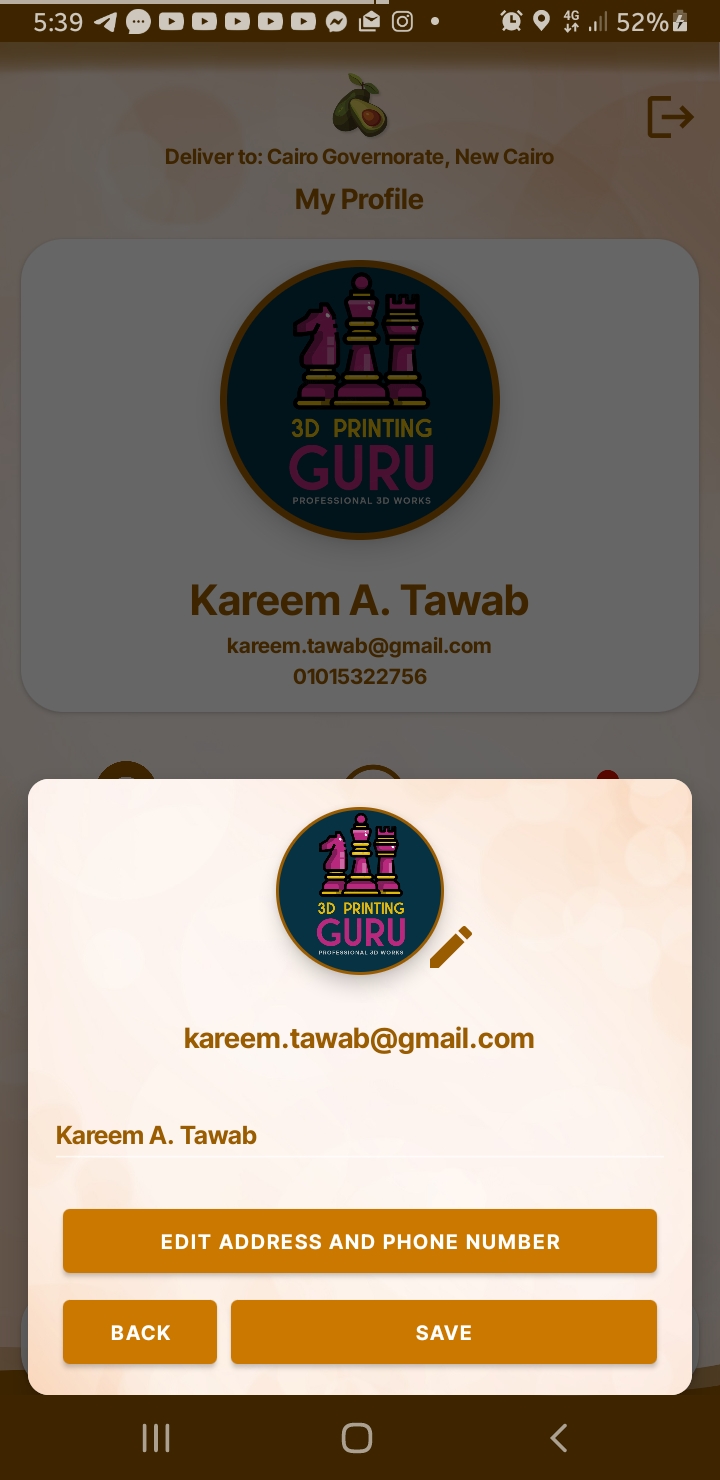 5:39
4G
52%
Deliver to: Cairo Governorate, New Cairo
My Profile
3D PRINTING
GURU
PROFESSIONAL 3D WORKS
Kareem A. Tawab
kareem.tawab@gmail.com
01015322756
3D PRINTING
GURU
PROFESSIONAL 3D WORKS
kareem.tawab@gmail.com
Kareem A. Tawab
EDIT ADDRESS AND PHONE NUMBER
BACK
SAVE